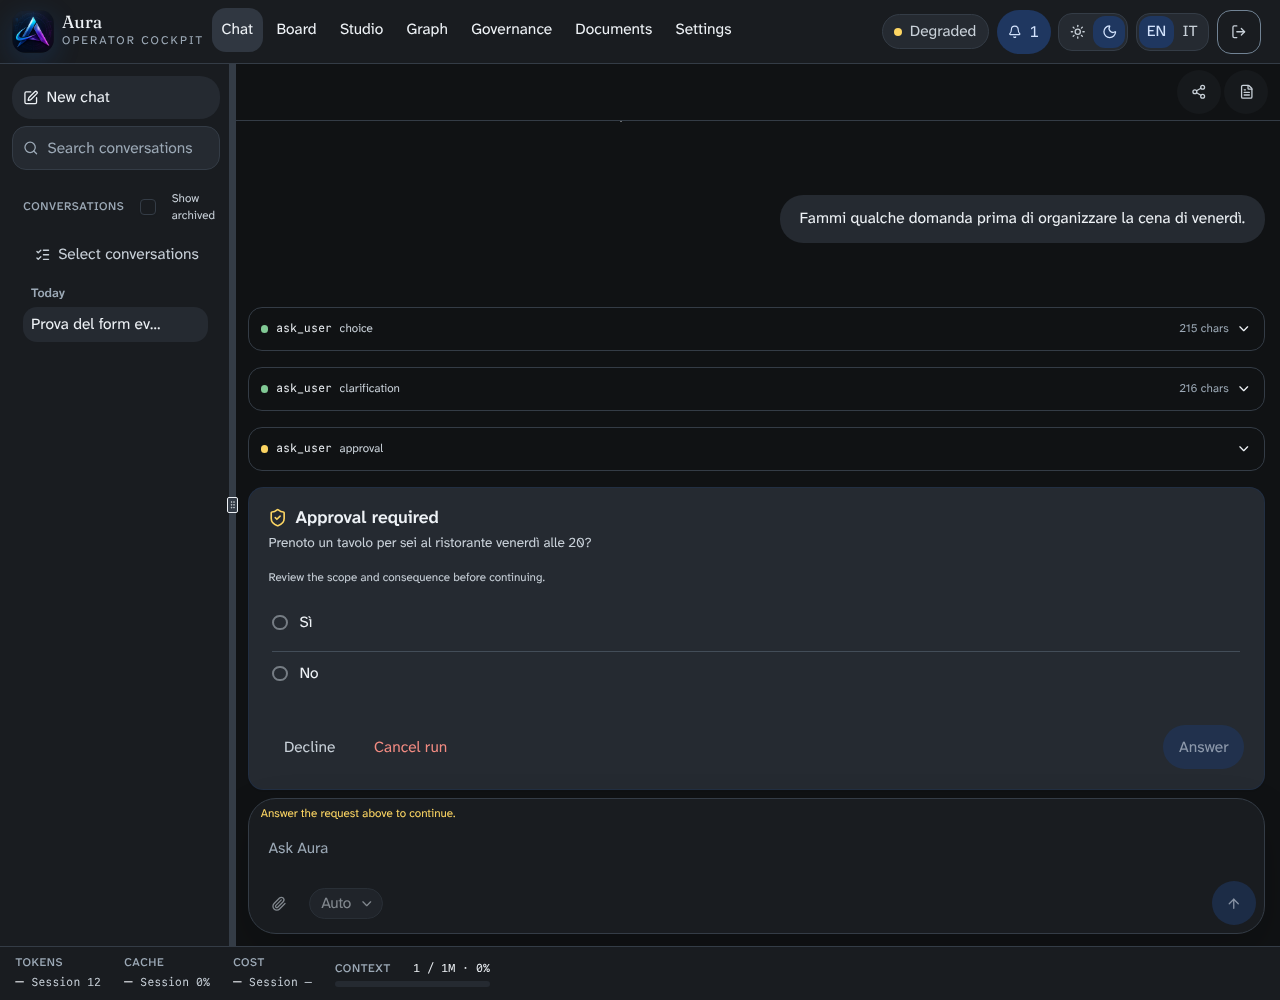 Aura
OPERATOR COCKPIT
Chat
Board
Studio
Graph
Governance
Documents
Settings
Degraded
1
EN
IT
New chat
Search conversations
CONVERSATIONS
Show
archived
Select conversations
Today
Prova del form ev...
Fammi qualche domanda prima di organizzare la cena di venerdì.
ask_user choice 215 chars
ask_user clarification 216 chars
ask_user approval
Approval required
Prenoto un tavolo per sei al ristorante venerdì alle 20?
Review the scope and consequence before continuing.
Sì
No
Decline
Cancel run
Answer
Answer the request above to continue.
Ask Aura
Auto
TOKENS
— Session 12
CACHE
— Session 0%
COST
— Session —
CONTEXT 1 / 1M · 0%